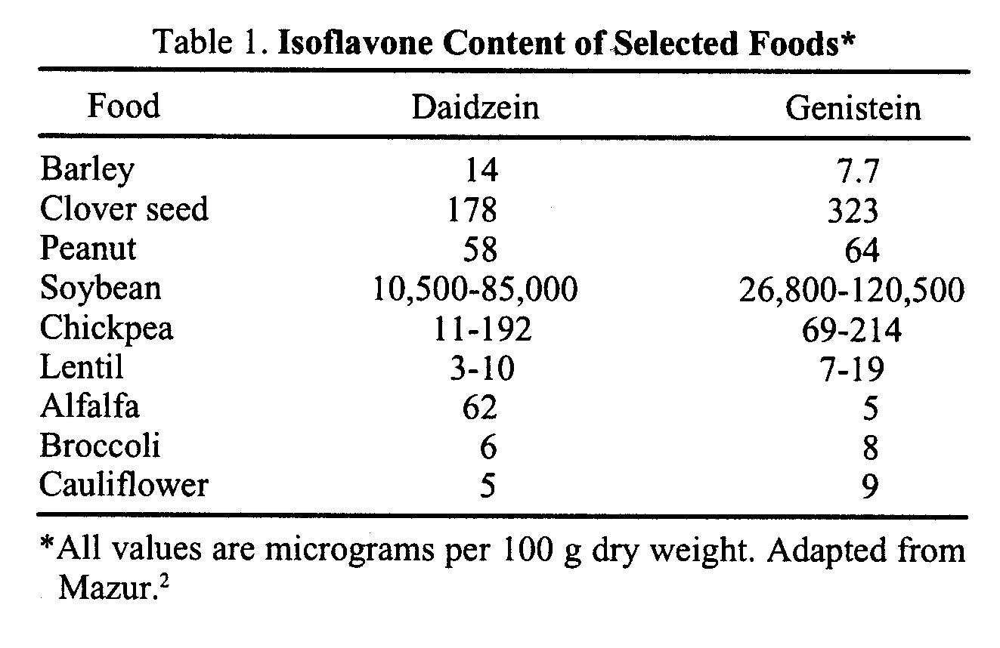 Table 1. Isoflavone Content of Selected Foods*
Food Daidzein Genistein
Barley 14 7.7
Clover seed 178 323
Peanut 58 64
Soybean 10,500-85,000 26,800-120,500
Chickpea 11-192 69-214
Lentil 3-10 7-19
Alfalfa 62 5
Broccoli 6 8
Cauliflower 5 9
*All values are micrograms per 100 g dry weight. Adapted from
Mazur.²